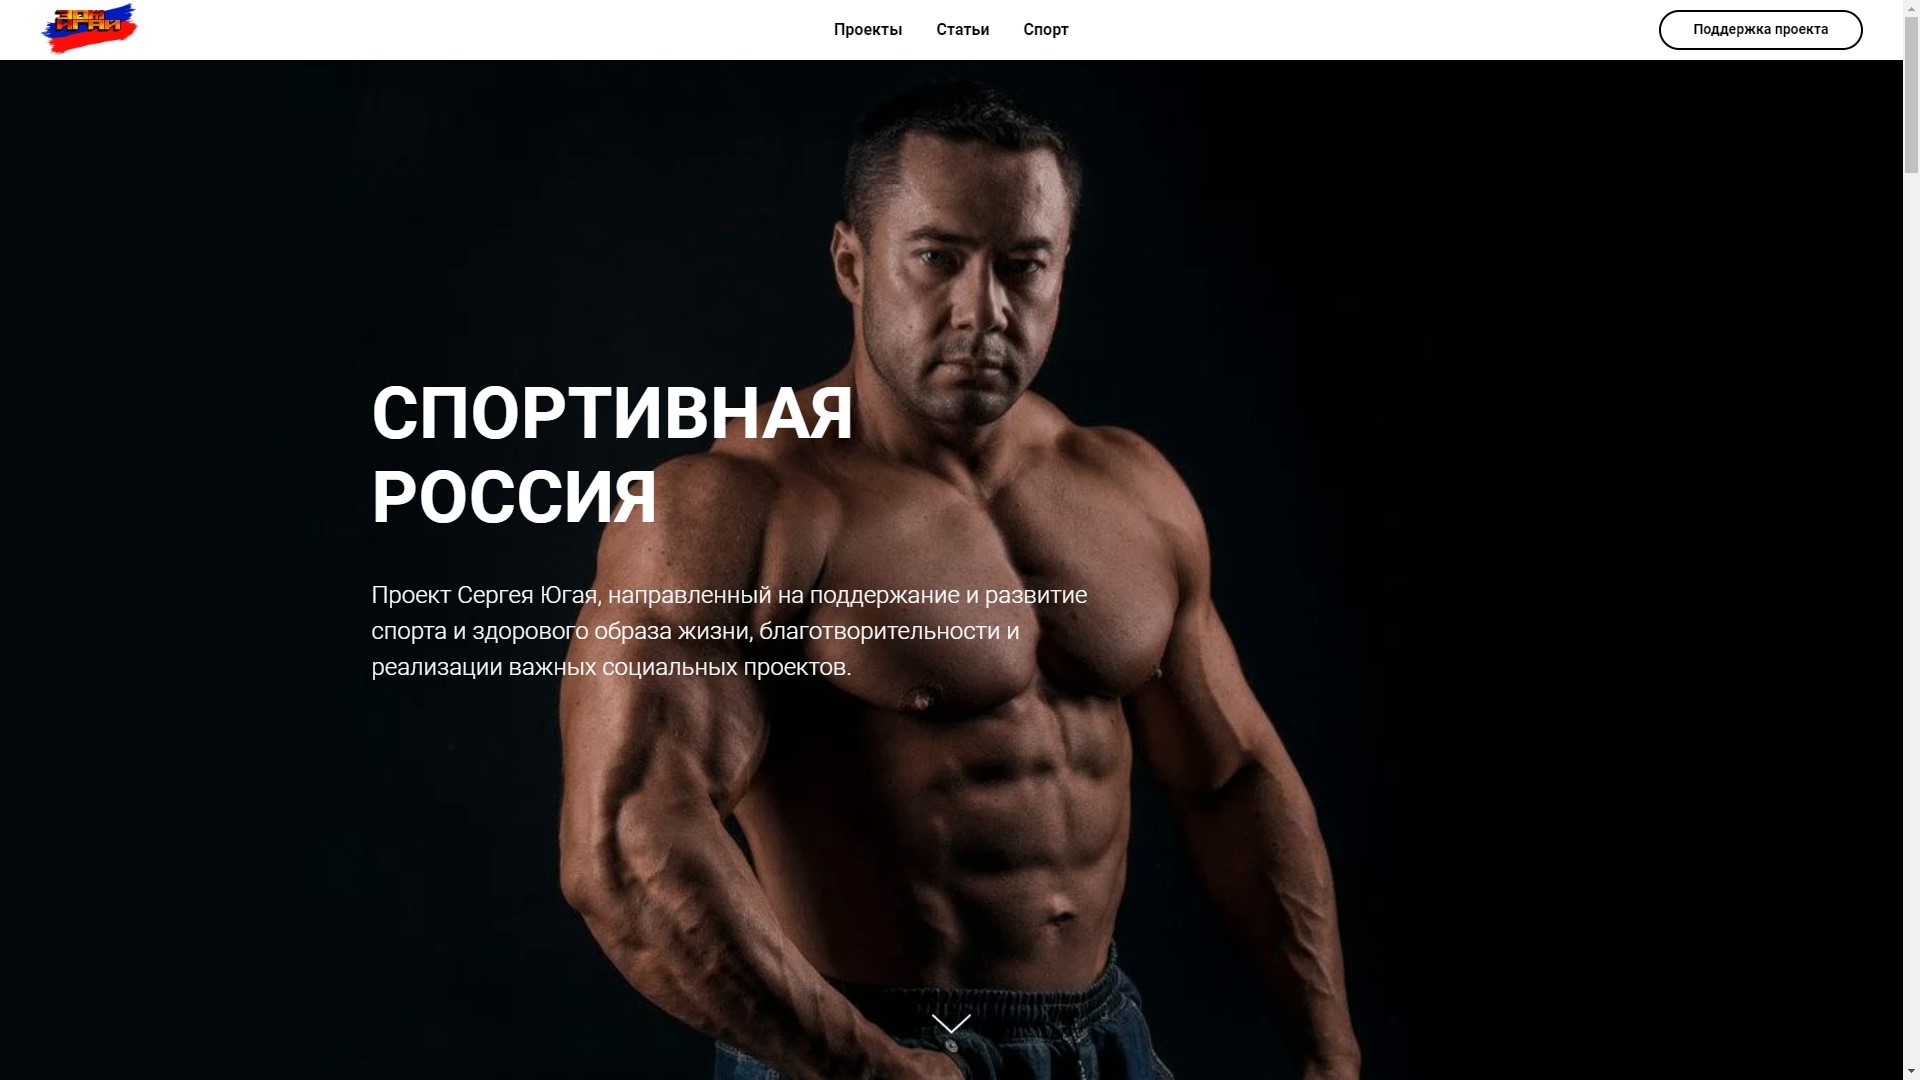 Проекты Статьи Спорт
Поддержка проекта
СПОРТИВНАЯ
РОССИЯ
Проект Сергея Югая, направленный на поддержание и развитие
спорта и здорового образа жизни, благотворительности и
реализации важных социальных проектов.